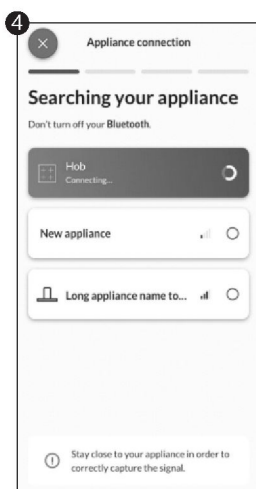 4
Appliance connection
Searching your appliance
Don't turn off your Bluetooth.
Hob
Connecting...
New appliance
Long appliance name to...
Stay close to your appliance in order to
correctly capture the signal.